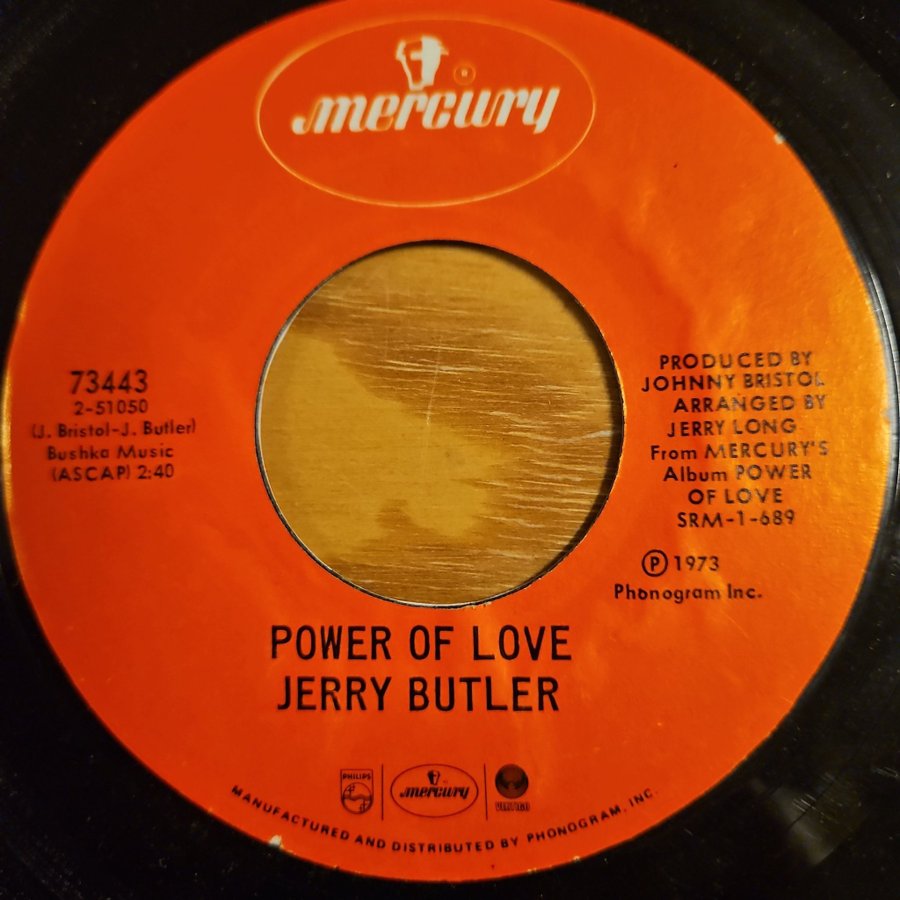 mercury
73443
2-51050
(J. Bristol-J. Butler)
Bushka Music
(ASCAP) 2:40
PRODUCED BY
JOHNNY BRISTOL
ARRANGED BY
JERRY LONG
From MERCURY'S
Album POWER
OF LOVE
SRM-1-689
Ⓟ 1973
Phonogram Inc.
POWER OF LOVE
JERRY BUTLER
PHILIPS
mercury
VERTIGO
MANUFACTURED AND DISTRIBUTED BY PHONOGRAM, INC.